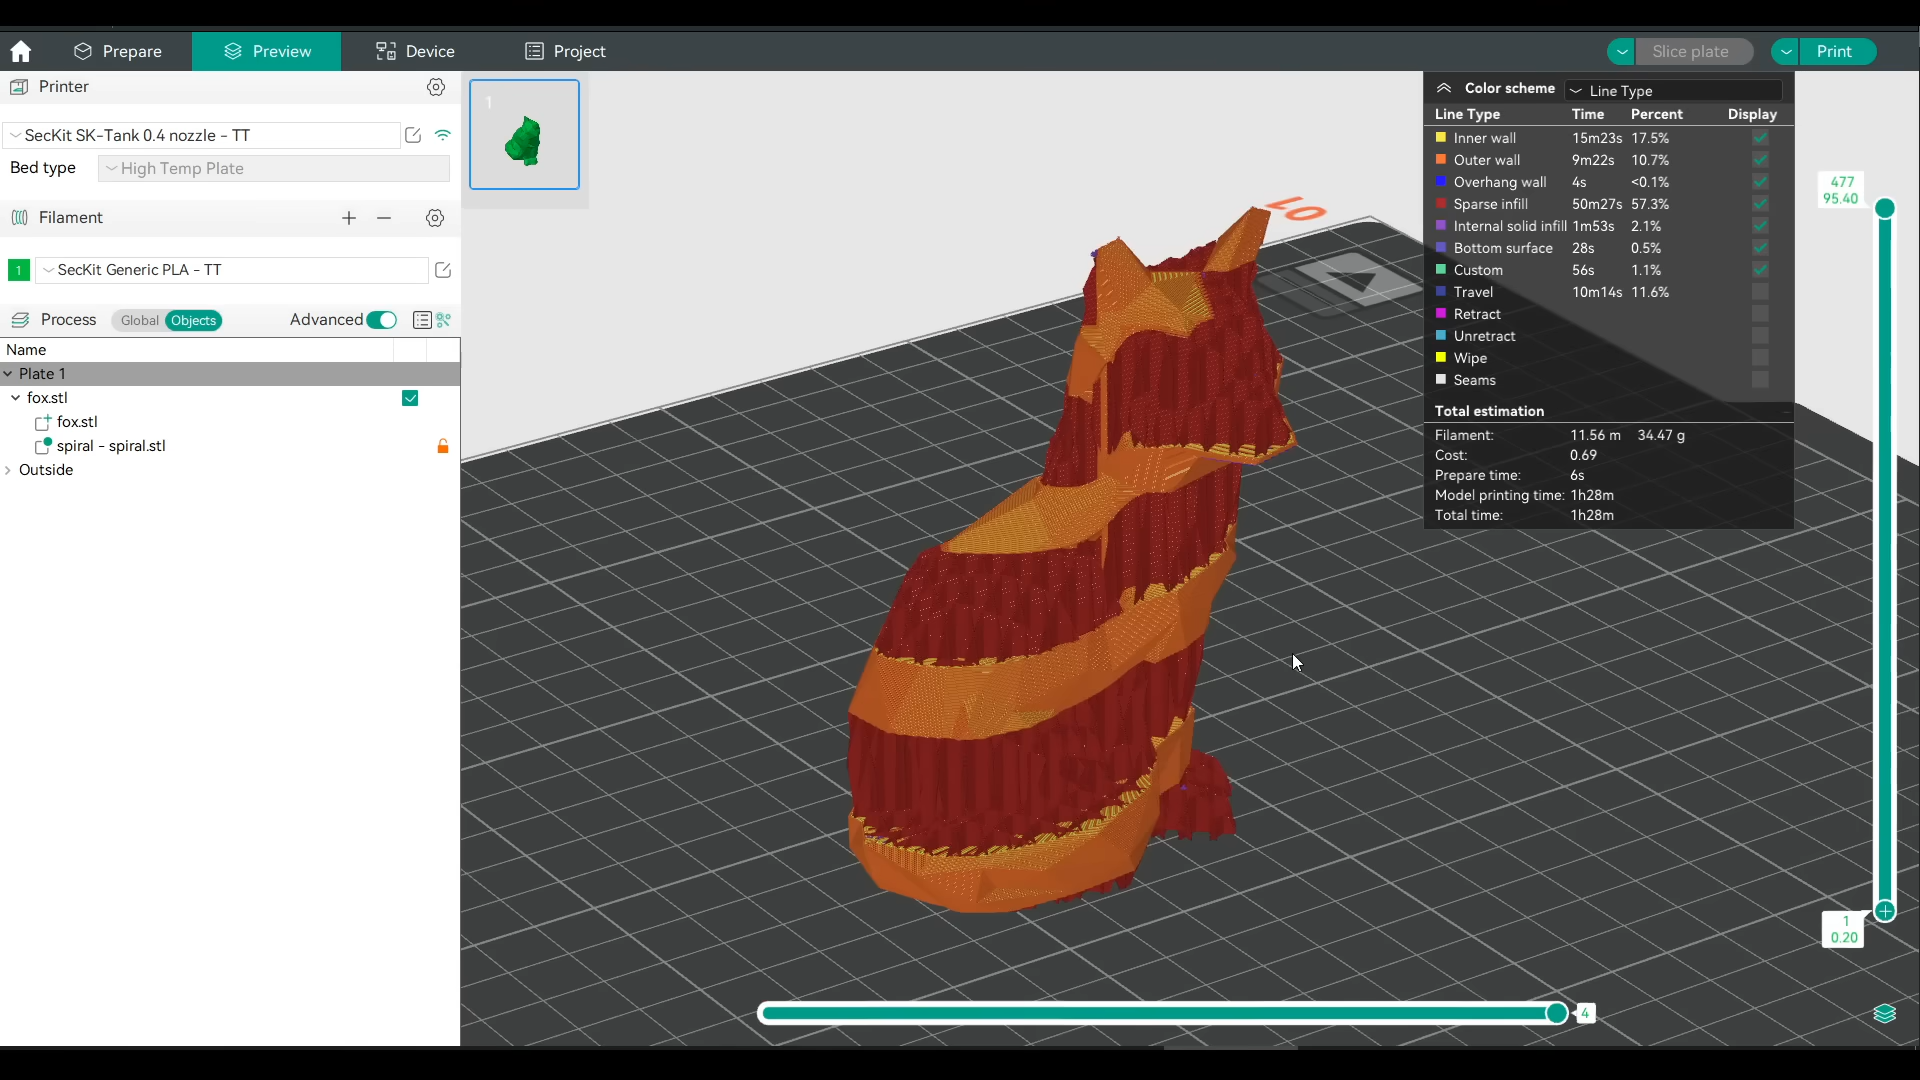 Prepare
Preview
Device
Project
Slice plate
Print
Printer
SecKit SK-Tank 0.4 nozzle - TT
Bed type
High Temp Plate
Filament
1
SecKit Generic PLA - TT
Process
Global
Objects
Advanced
Name
Plate 1
fox.stl
fox.stl
spiral - spiral.stl
Outside
1
01
Color scheme
Line Type
Line Type Time Percent Display
Inner wall 15m23s 17.5%
Outer wall 9m22s 10.7%
Overhang wall 4s <0.1%
Sparse infill 50m27s 57.3%
Internal solid infill 1m53s 2.1%
Bottom surface 28s 0.5%
Custom 56s 1.1%
Travel 10m14s 11.6%
Retract
Unretract
Wipe
Seams
Total estimation
Filament: 11.56 m 34.47 g
Cost: 0.69
Prepare time: 6s
Model printing time: 1h28m
Total time: 1h28m
477
95.40
1
0.20
4